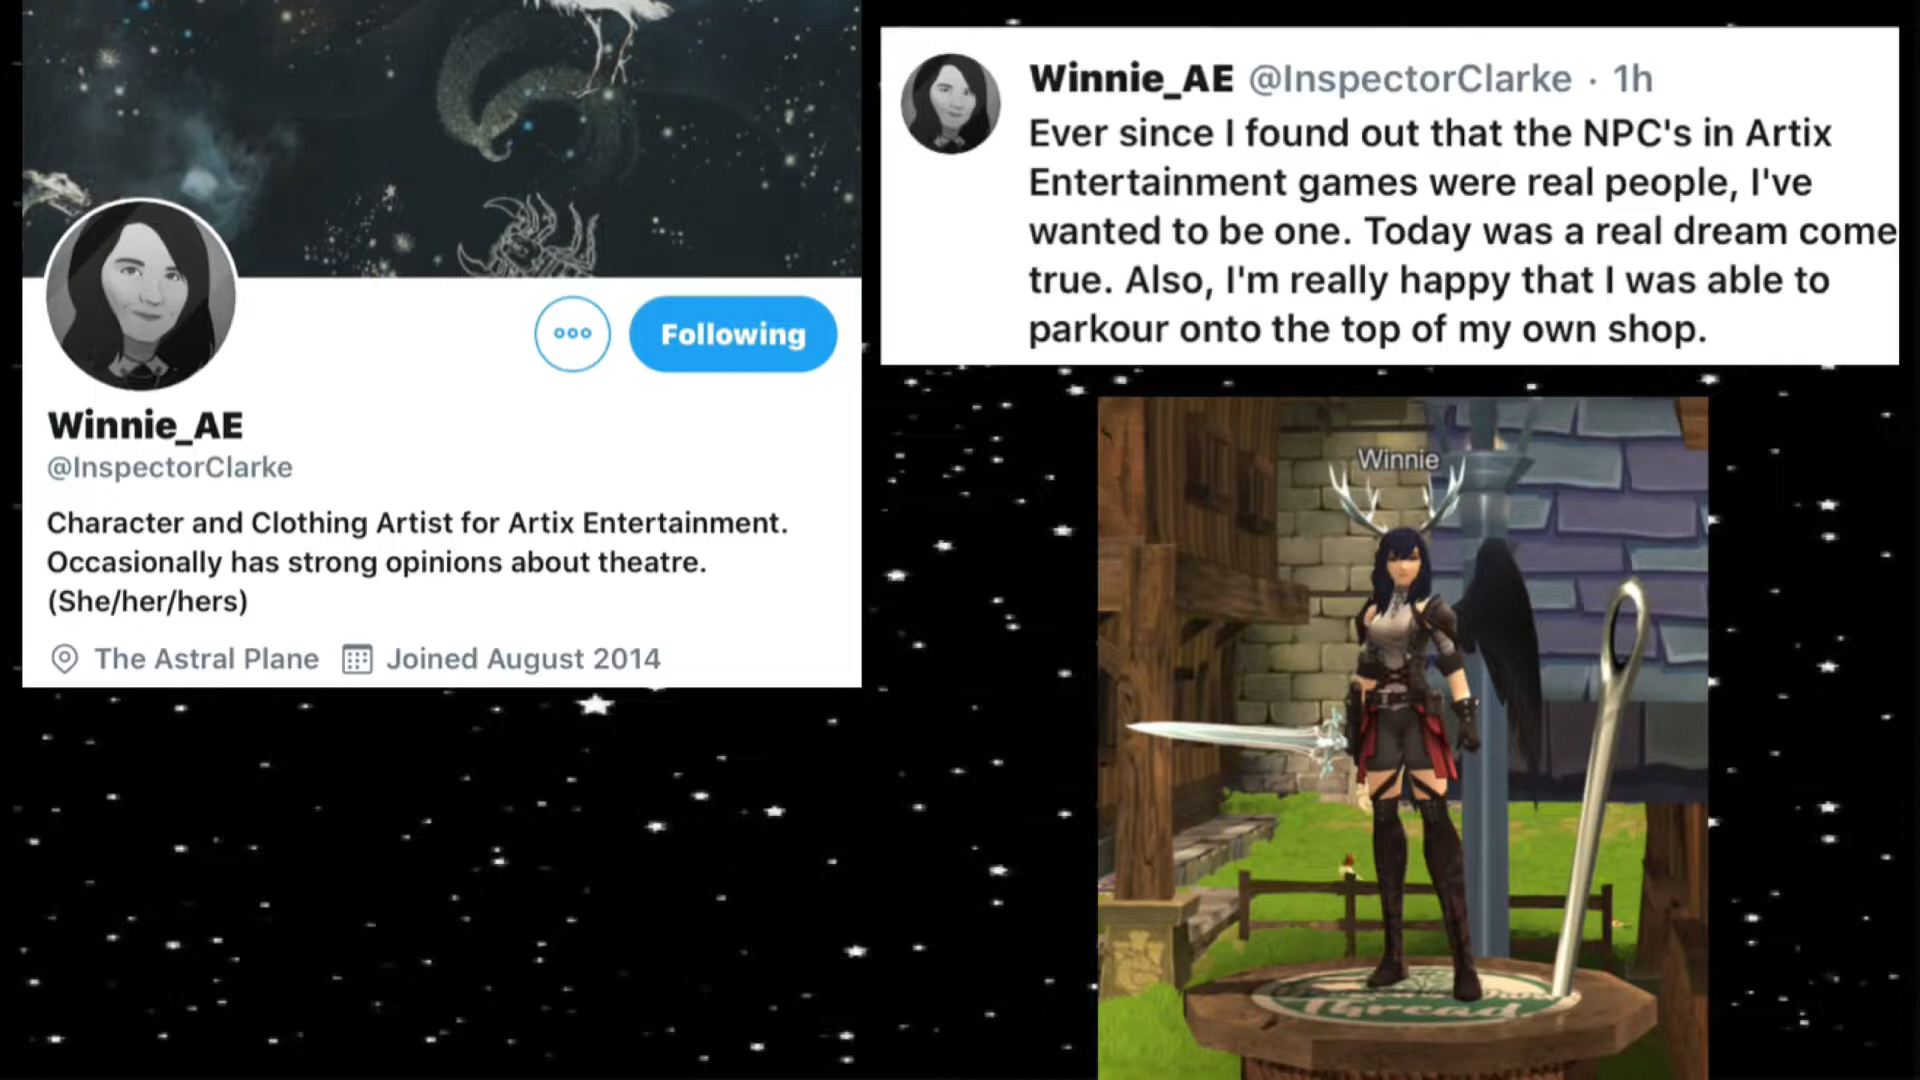 Following
Winnie_AE
@InspectorClarke
Character and Clothing Artist for Artix Entertainment.
Occasionally has strong opinions about theatre.
(She/her/hers)
The Astral Plane Joined August 2014
Winnie_AE @InspectorClarke · 1h
Ever since I found out that the NPC's in Artix
Entertainment games were real people, I've
wanted to be one. Today was a real dream come
true. Also, I'm really happy that I was able to
parkour onto the top of my own shop.
Winnie
Thread